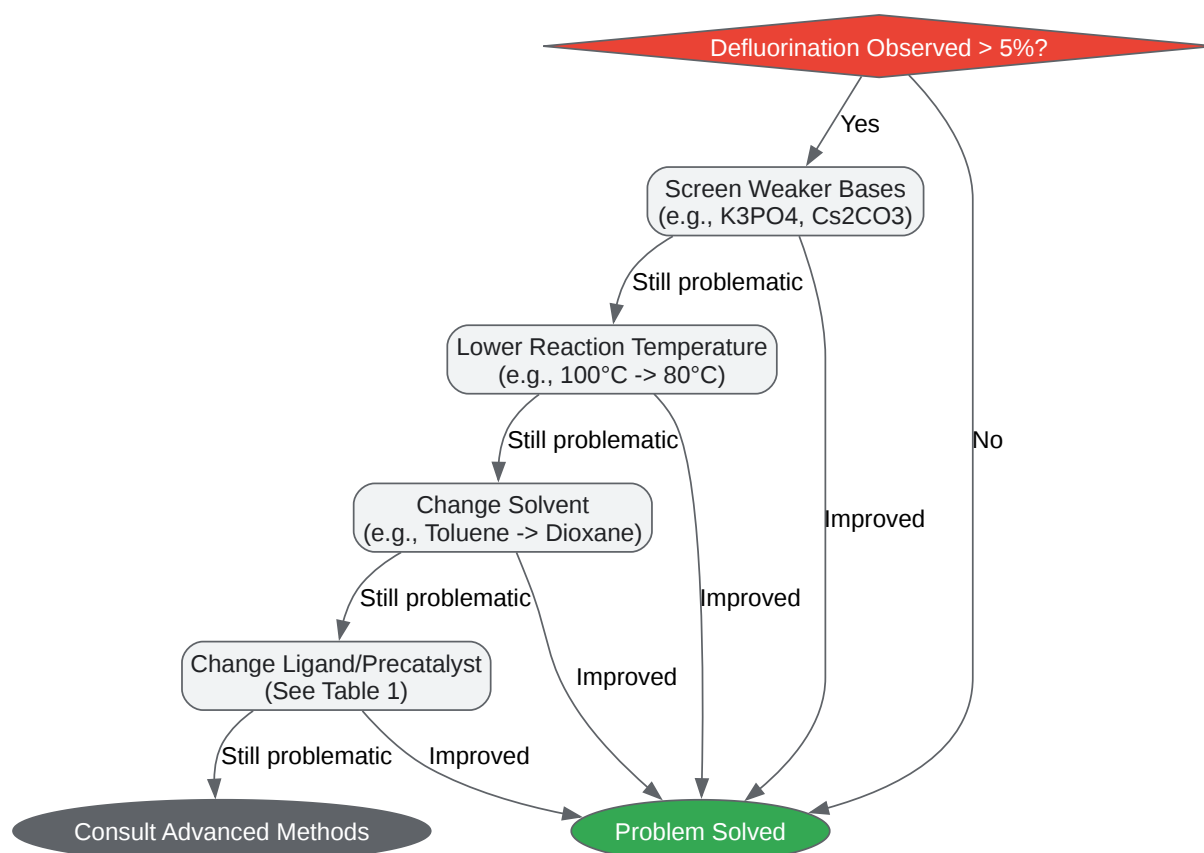 Defluorination Observed > 5%?
Yes
Screen Weaker Bases
(e.g., K3PO4, Cs2CO3)
Still problematic
Lower Reaction Temperature
(e.g., 100°C -> 80°C)
Still problematic
No
Change Solvent
(e.g., Toluene -> Dioxane)
Improved
Still problematic
Improved
Change Ligand/Precatalyst
(See Table 1)
Improved
Still problematic
Improved
Consult Advanced Methods
Problem Solved